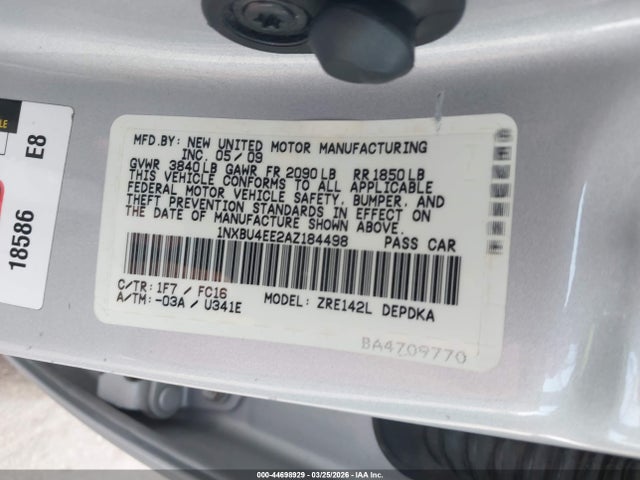 LE
E8
18586
MFD.BY: NEW UNITED MOTOR MANUFACTURING
INC. 05/09
GVWR 3840LB GAWR FR 2090LB RR1850LB
THIS VEHICLE CONFORMS TO ALL APPLICABLE
FEDERAL MOTOR VEHICLE SAFETY, BUMPER, AND
THEFT PREVENTION STANDARDS IN EFFECT ON
THE DATE OF MANUFACTURE SHOWN ABOVE.
1NXBU4EE2AZ184498 PASS CAR
C/TR: 1F7 / FC16
A/TM: -03A / U341E
MODEL: ZRE142L DEPDKA
BA4Z09770
000-44698929 - 03/25/2026 - IAA Inc.